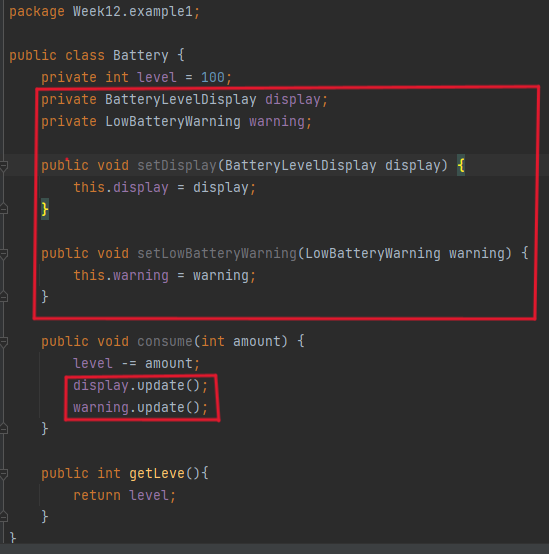 package Week12.example1;
public class Battery {
private int level = 100;
private BatteryLevelDisplay display;
private LowBatteryWarning warning;
public void setDisplay(BatteryLevelDisplay display) {
this.display = display;
}
public void setLowBatteryWarning(LowBatteryWarning warning) {
this.warning = warning;
}
public void consume(int amount) {
level -= amount;
display.update();
warning.update();
}
public int getLeve(){
return level;
}
}